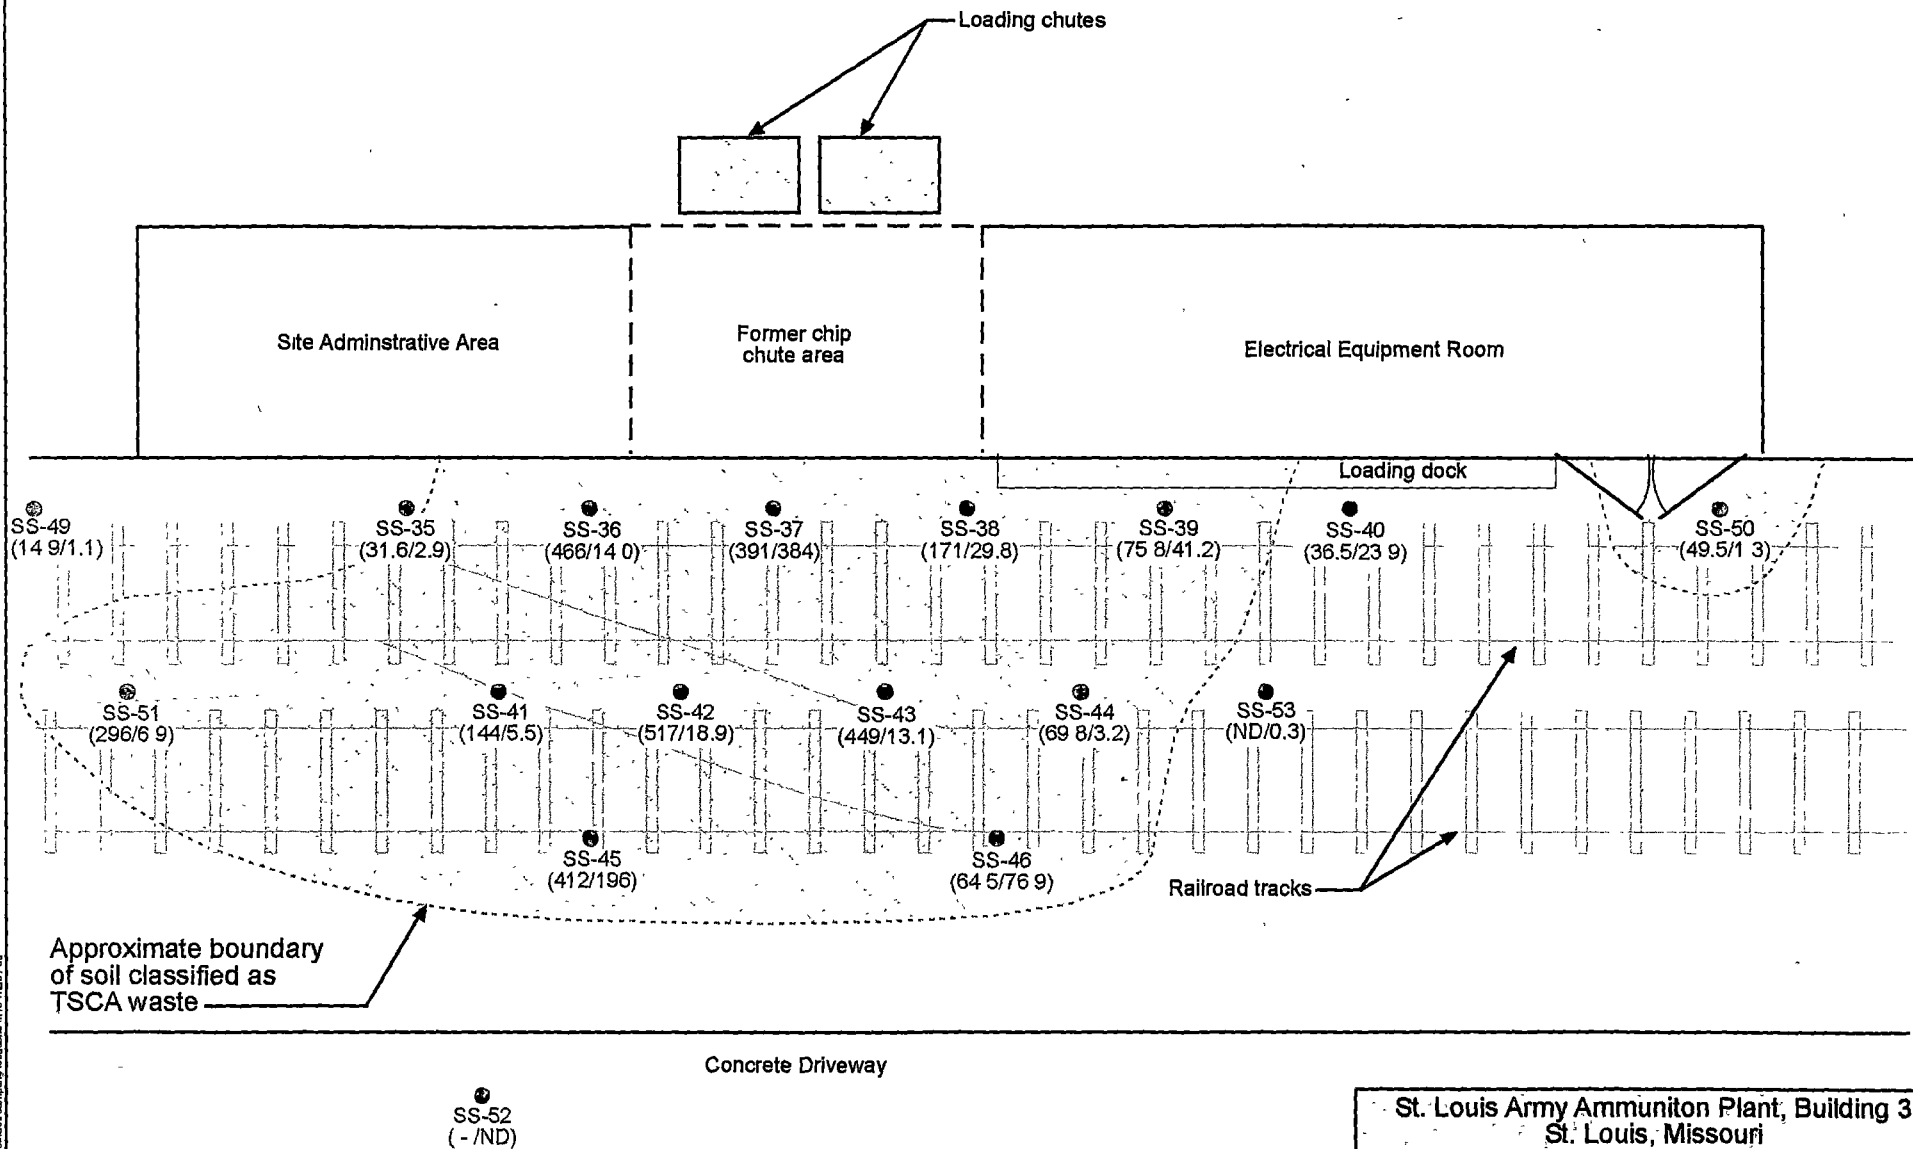 Loading chutes
Site Adminstrative Area
Former chip
chute area
Electrical Equipment Room
Loading dock
SS-49
(14 9/1.1)
SS-35
(31.6/2.9)
SS-36
(466/14 0)
SS-37
(391/384)
SS-38
(171/29.8)
SS-39
(75 8/41.2)
SS-40
(36.5/23 9)
SS-50
(49.5/1 3)
SS-51
(296/6 9)
SS-41
(144/5.5)
SS-42
(517/18.9)
SS-43
(449/13.1)
SS-44
(69 8/3.2)
SS-53
(ND/0.3)
SS-45
(412/196)
SS-46
(64 5/76 9)
Railroad tracks
Approximate boundary
of soil classified as
TSCA waste
Concrete Driveway
SS-52
( - /ND)
St. Louis Army Ammuniton Plant, Building 3
St. Louis, Missouri